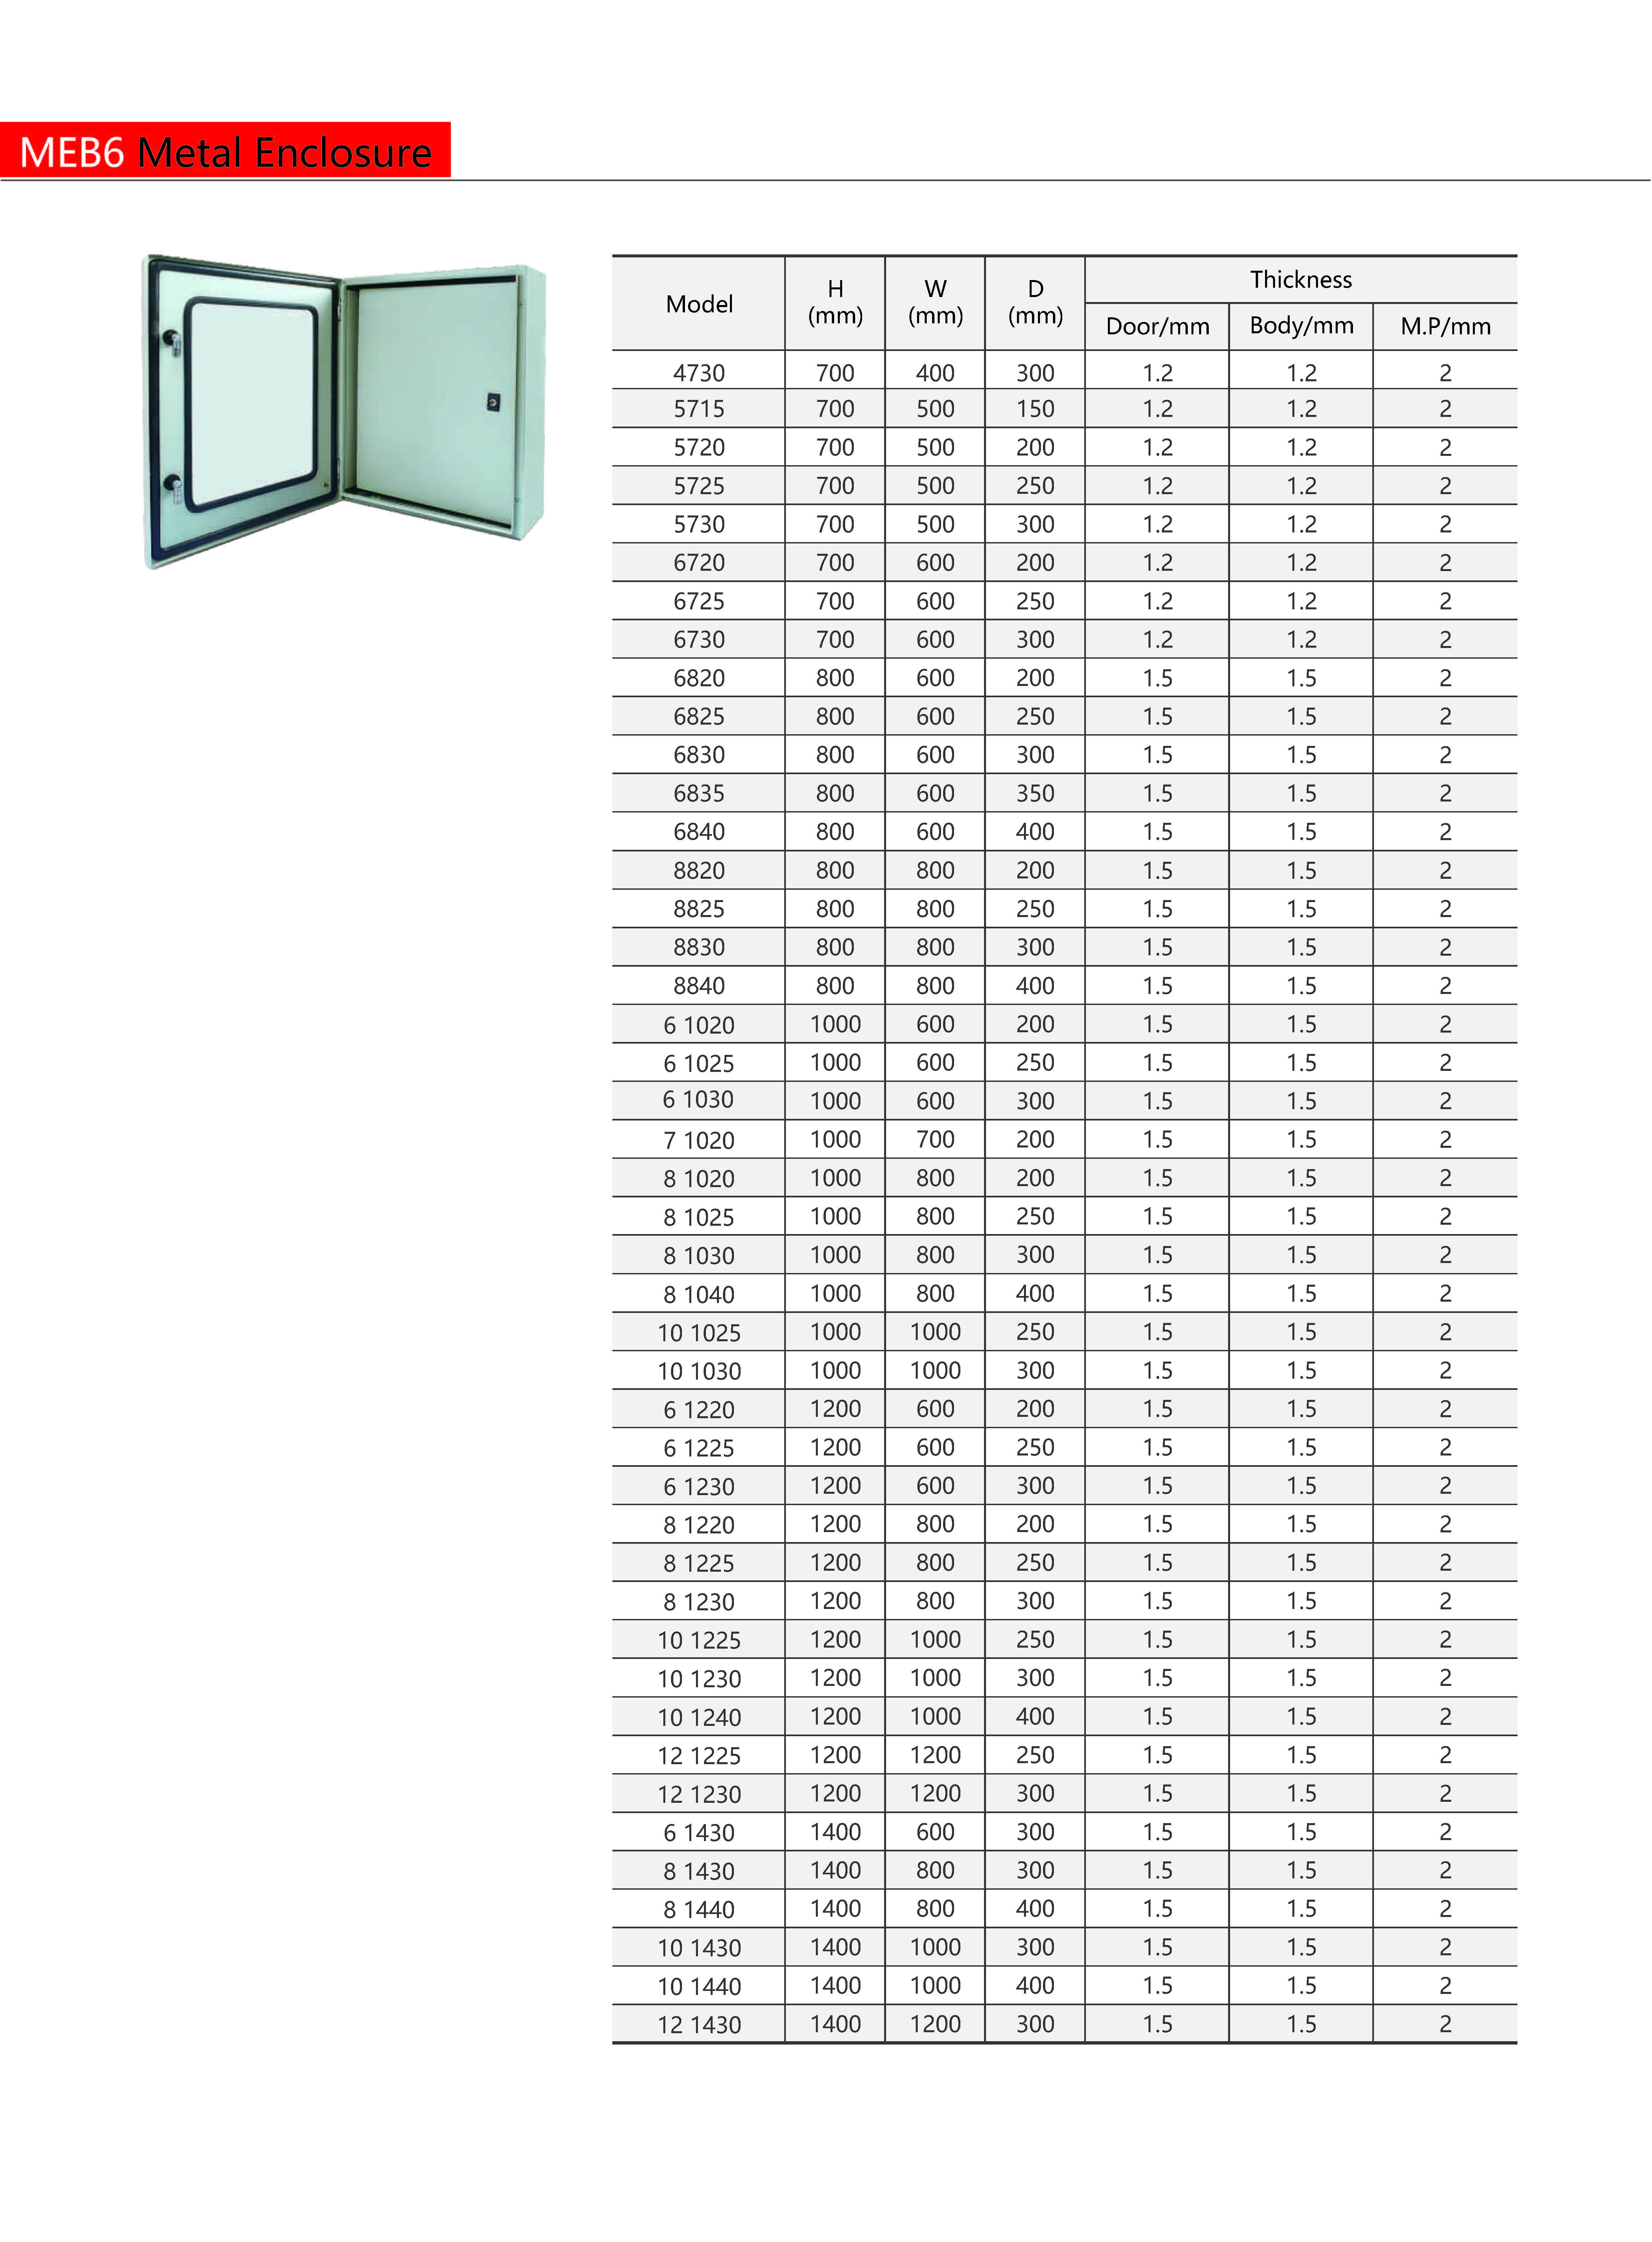 MEB6 Metal Enclosure
Model H (mm) W (mm) D (mm) Thickness
Door/mm Body/mm M.P/mm
4730 700 400 300 1.2 1.2 2
5715 700 500 150 1.2 1.2 2
5720 700 500 200 1.2 1.2 2
5725 700 500 250 1.2 1.2 2
5730 700 500 300 1.2 1.2 2
6720 700 600 200 1.2 1.2 2
6725 700 600 250 1.2 1.2 2
6730 700 600 300 1.2 1.2 2
6820 800 600 200 1.5 1.5 2
6825 800 600 250 1.5 1.5 2
6830 800 600 300 1.5 1.5 2
6835 800 600 350 1.5 1.5 2
6840 800 600 400 1.5 1.5 2
8820 800 800 200 1.5 1.5 2
8825 800 800 250 1.5 1.5 2
8830 800 800 300 1.5 1.5 2
8840 800 800 400 1.5 1.5 2
6 1020 1000 600 200 1.5 1.5 2
6 1025 1000 600 250 1.5 1.5 2
6 1030 1000 600 300 1.5 1.5 2
7 1020 1000 700 200 1.5 1.5 2
8 1020 1000 800 200 1.5 1.5 2
8 1025 1000 800 250 1.5 1.5 2
8 1030 1000 800 300 1.5 1.5 2
8 1040 1000 800 400 1.5 1.5 2
10 1025 1000 1000 250 1.5 1.5 2
10 1030 1000 1000 300 1.5 1.5 2
6 1220 1200 600 200 1.5 1.5 2
6 1225 1200 600 250 1.5 1.5 2
6 1230 1200 600 300 1.5 1.5 2
8 1220 1200 800 200 1.5 1.5 2
8 1225 1200 800 250 1.5 1.5 2
8 1230 1200 800 300 1.5 1.5 2
10 1225 1200 1000 250 1.5 1.5 2
10 1230 1200 1000 300 1.5 1.5 2
10 1240 1200 1000 400 1.5 1.5 2
12 1225 1200 1200 250 1.5 1.5 2
12 1230 1200 1200 300 1.5 1.5 2
6 1430 1400 600 300 1.5 1.5 2
8 1430 1400 800 300 1.5 1.5 2
8 1440 1400 800 400 1.5 1.5 2
10 1430 1400 1000 300 1.5 1.5 2
10 1440 1400 1000 400 1.5 1.5 2
12 1430 1400 1200 300 1.5 1.5 2